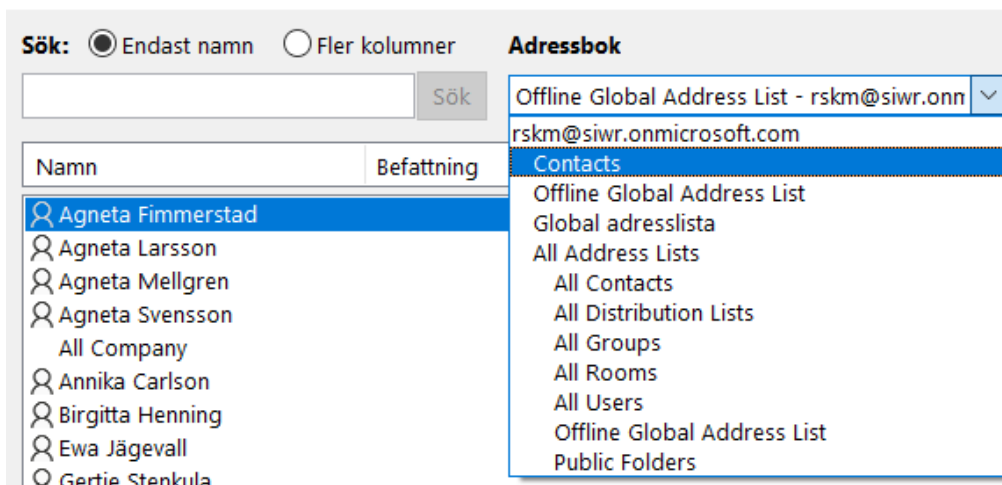 Sök: Endast namn Fler kolumner
Sök
Namn Befattning
Agneta Fimmerstad
Agneta Larsson
Agneta Mellgren
Agneta Svensson
All Company
Annika Carlson
Birgitta Henning
Ewa Jägevall
Gertie Stenkula
Adressbok
Offline Global Address List - rskm@siwr.onm
rskm@siwr.onmicrosoft.com
Contacts
Offline Global Address List
Global adresslista
All Address Lists
All Contacts
All Distribution Lists
All Groups
All Rooms
All Users
Offline Global Address List
Public Folders